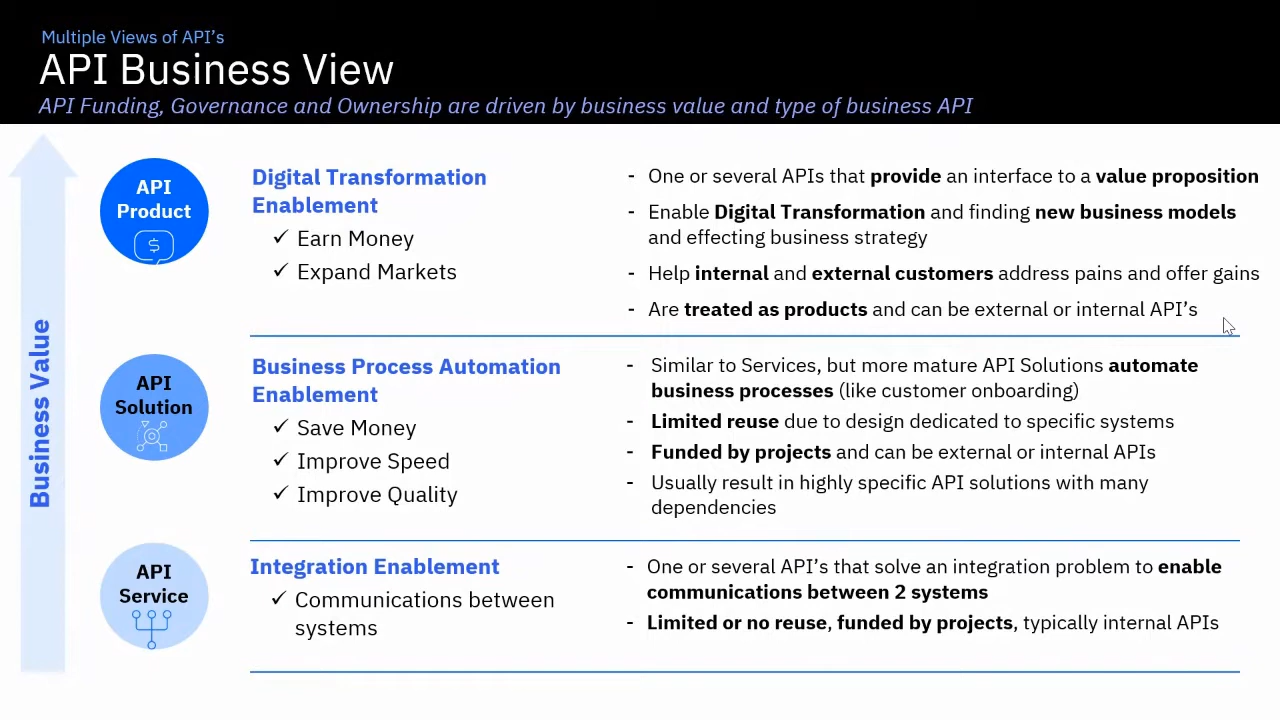 Multiple Views of API’s
API Business View
API Funding, Governance and Ownership are driven by business value and type of business API
Business Value
API
Product
$
Digital Transformation
Enablement
✓ Earn Money
✓ Expand Markets
- One or several APIs that provide an interface to a value proposition
- Enable Digital Transformation and finding new business models
and effecting business strategy
- Help internal and external customers address pains and offer gains
- Are treated as products and can be external or internal API’s
API
Solution
Business Process Automation
Enablement
✓ Save Money
✓ Improve Speed
✓ Improve Quality
- Similar to Services, but more mature API Solutions automate
business processes (like customer onboarding)
- Limited reuse due to design dedicated to specific systems
- Funded by projects and can be external or internal APIs
- Usually result in highly specific API solutions with many
dependencies
API
Service
Integration Enablement
✓ Communications between
systems
- One or several API’s that solve an integration problem to enable
communications between 2 systems
- Limited or no reuse, funded by projects, typically internal APIs